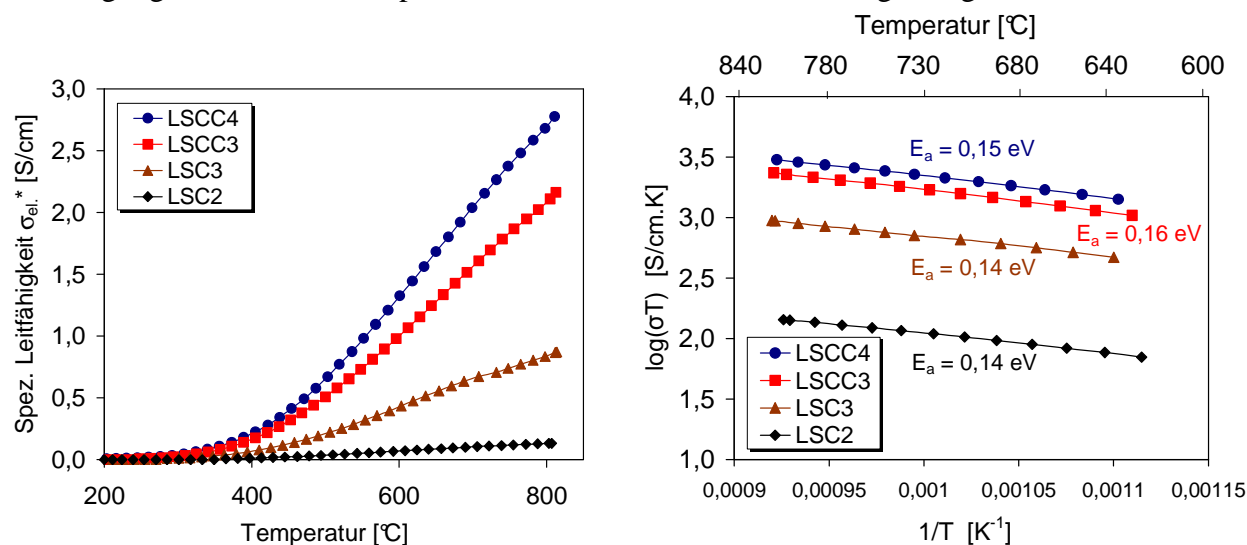 Temperatur [°C]
840 780 720 680 640 600
3,0
2,5
2,0
1,5
1,0
0,5
0,0
Spez. Leitfähigkeit σel.* [S/cm]
LSCC4
LSCC3
LSC3
LSC2
200 400 600 800
Temperatur [°C]
4,0
3,5
3,0
2,5
2,0
1,5
1,0
log(σT) [S/cm.K]
Ea = 0,15 eV
Ea = 0,16 eV
Ea = 0,14 eV
Ea = 0,14 eV
LSCC4
LSCC3
LSC3
LSC2
0,0009 0,00095 0,001 0,00105 0,0011 0,00115
1/T [K-1]